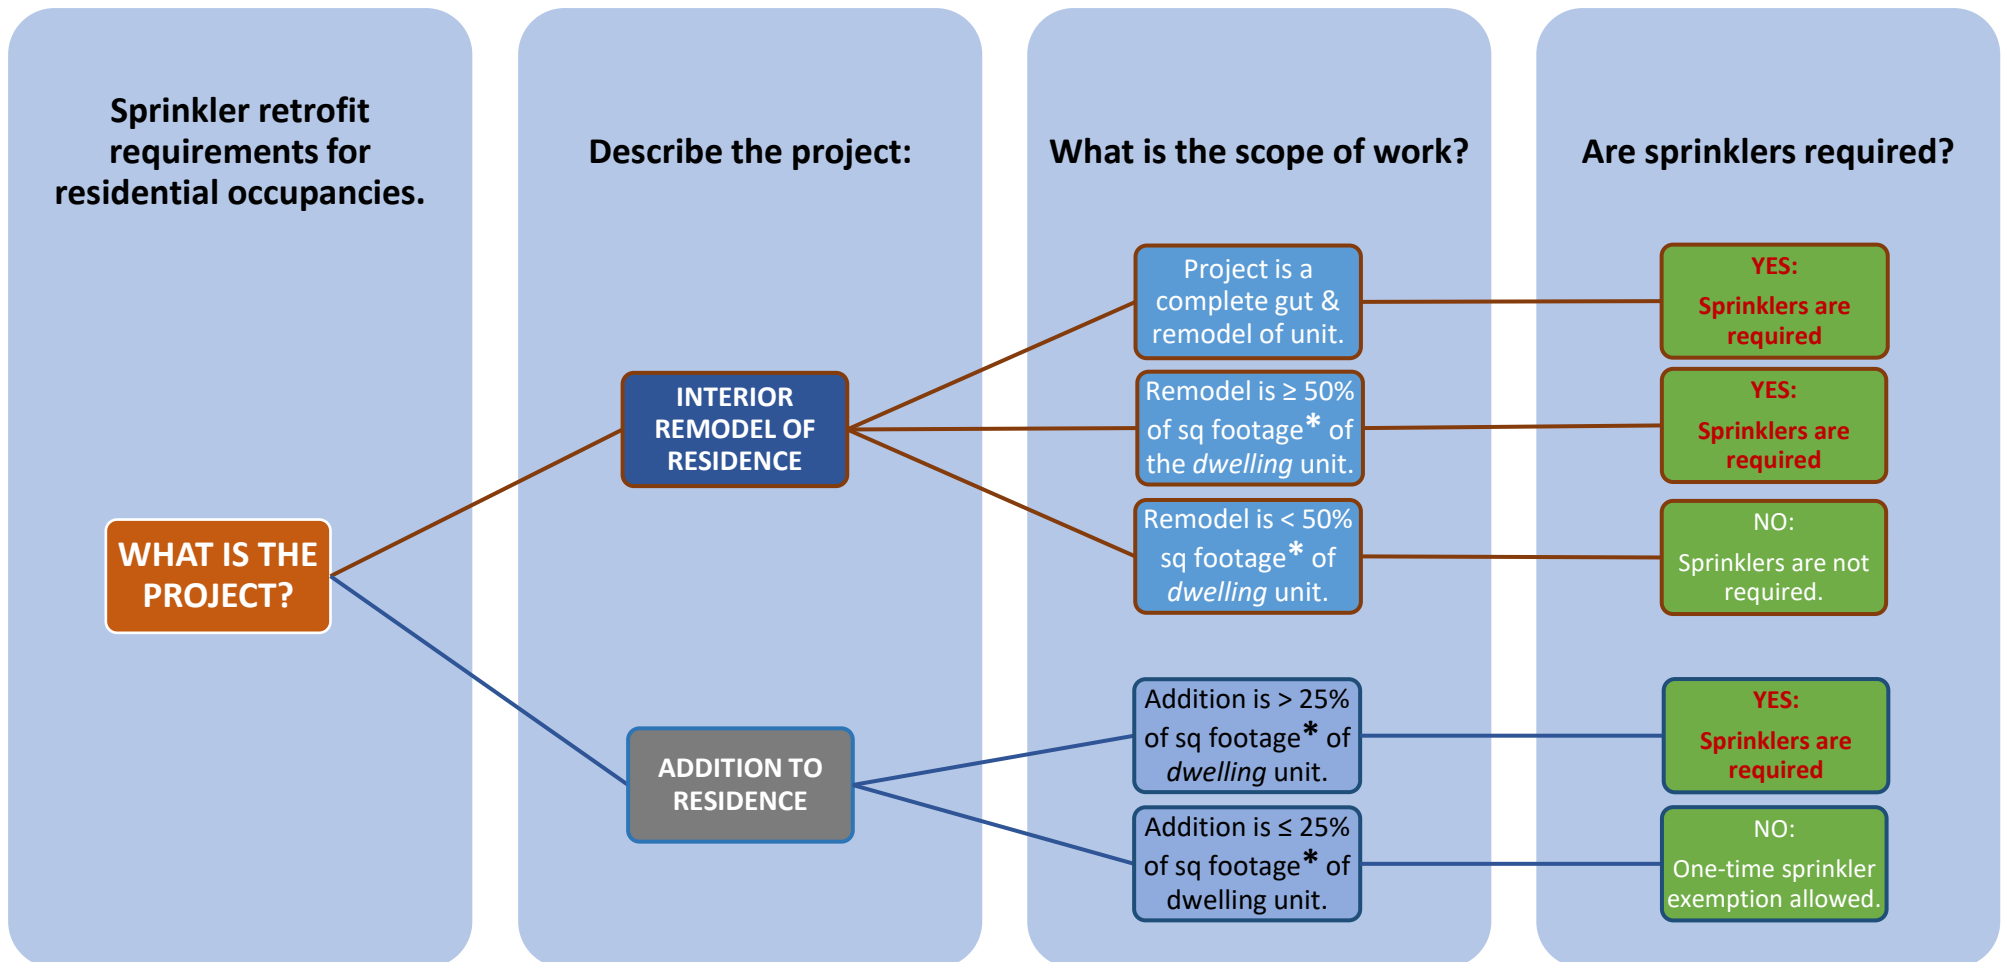 Sprinkler retrofit
requirements for
residential occupancies.
WHAT IS THE
PROJECT?
Describe the project:
INTERIOR
REMODEL OF
RESIDENCE
ADDITION TO
RESIDENCE
What is the scope of work?
Project is a
complete gut &
remodel of unit.
Remodel is ≥ 50%
of sq footage* of
the dwelling unit.
Remodel is < 50%
sq footage* of
dwelling unit.
Addition is > 25%
of sq footage* of
dwelling unit.
Addition is ≤ 25%
of sq footage* of
dwelling unit.
Are sprinklers required?
YES:
Sprinklers are
required
YES:
Sprinklers are
required
NO:
Sprinklers are not
required.
YES:
Sprinklers are
required
NO:
One-time sprinkler
exemption allowed.